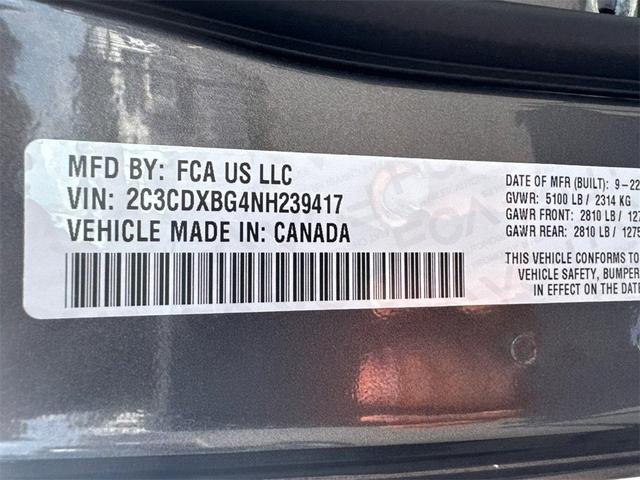 MFD BY: FCA US LLC
VIN: 2C3CDXBG4NH239417
VEHICLE MADE IN: CANADA
DATE OF MFR (BUILT): 9-22
GVWR: 5100 LB / 2314 KG
GAWR FRONT: 2810 LB / 127
GAWR REAR: 2810 LB / 1275
THIS VEHICLE CONFORMS TO
VEHICLE SAFETY, BUMPER
IN EFFECT ON THE DATE